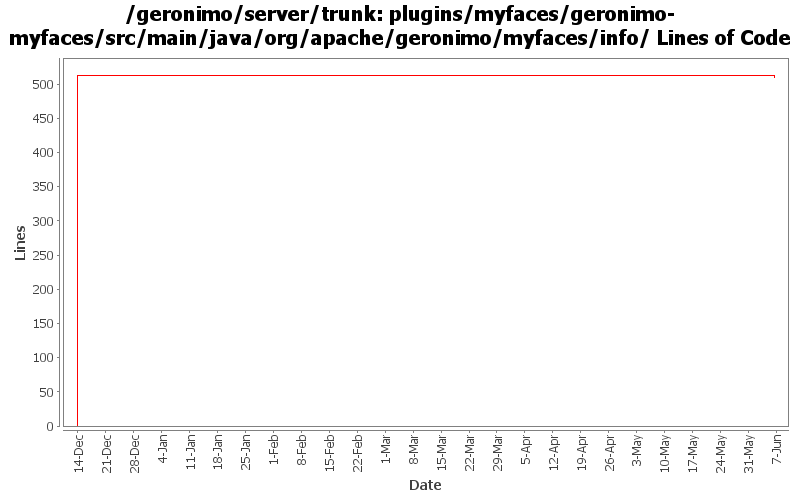 /geronimo/server/trunk: plugins/myfaces/geronimo-
myfaces/src/main/java/org/apache/geronimo/myfaces/info/ Lines of Code
500
450
400
350
300
250
200
150
100
50
0
Lines
14-Dec
21-Dec
28-Dec
4-Jan
11-Jan
18-Jan
25-Jan
1-Feb
8-Feb
15-Feb
22-Feb
1-Mar
8-Mar
15-Mar
22-Mar
29-Mar
5-Apr
12-Apr
19-Apr
26-Apr
3-May
10-May
17-May
24-May
31-May
7-Jun
Date